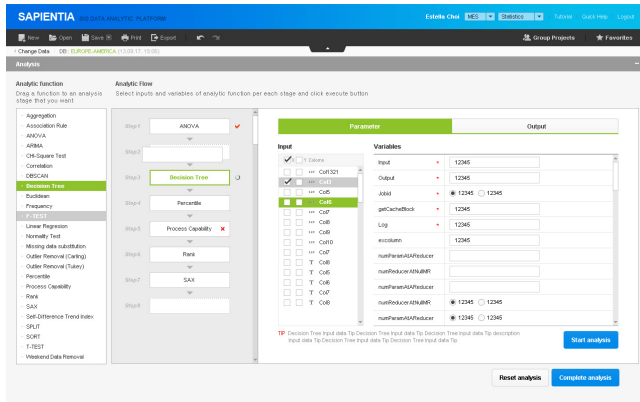 SAPIENTIA BIG DATA ANALYTIC PLATFORM
Estella Choi MES Statistics Tutorial Quick Help Logout
New Open Save Print Export Group Projects Favorites
Change Data DB : EUROPE-AMERICA (13.09.17. 15:05)
Analysis
Analytic function
Drag a function to an analysis
stage that you want
Aggregation
Association Rule
ANOVA
ARIMA
CHI-Square Test
Correlation
DBSCAN
Decision Tree
Euclidean
Frequency
F-TEST
Linear Regression
Normality Test
Missing data substitution
Outlier Removal (Carling)
Outlier Removal (Tukey)
Percentile
Process Capability
Rank
SAX
Self-Difference Trend Index
SPLIT
SORT
T-TEST
Weekend Data Removal
Analytic Flow
Select inputs and variables of analytic function per each stage and click execute button
Step1 ANOVA
Step2
Step3 Decision Tree
Step4 Percentile
Step5 Process Capability
Step6 Rank
Step7 SAX
Step8
Parameter Output
Input
Y Column
Col1321
Col3
Col5
Col6
Col7
Col8
Col9
Col10
T Col7
T Col8
T Col5
T Col6
T Col7
T Col8
Variables
Input 12345
Output 12345
Jobid 12345 12345
getCacheBlock 12345
Log 12345
excolumn 12345
numParamAtAReducer
numReducerAtNullMR
numParamAtAReducer
numReducerAtNullMR 12345 12345
numParamAtAReducer 12345 12345
TIP Decision Tree Input data Tip Decision Tree Input data Tip Decision Tree Input data Tip description
Input data Tip Decision Tree Input data Tip Decision Tree Input data Tip
Start analysis
Reset analysis Complete analysis